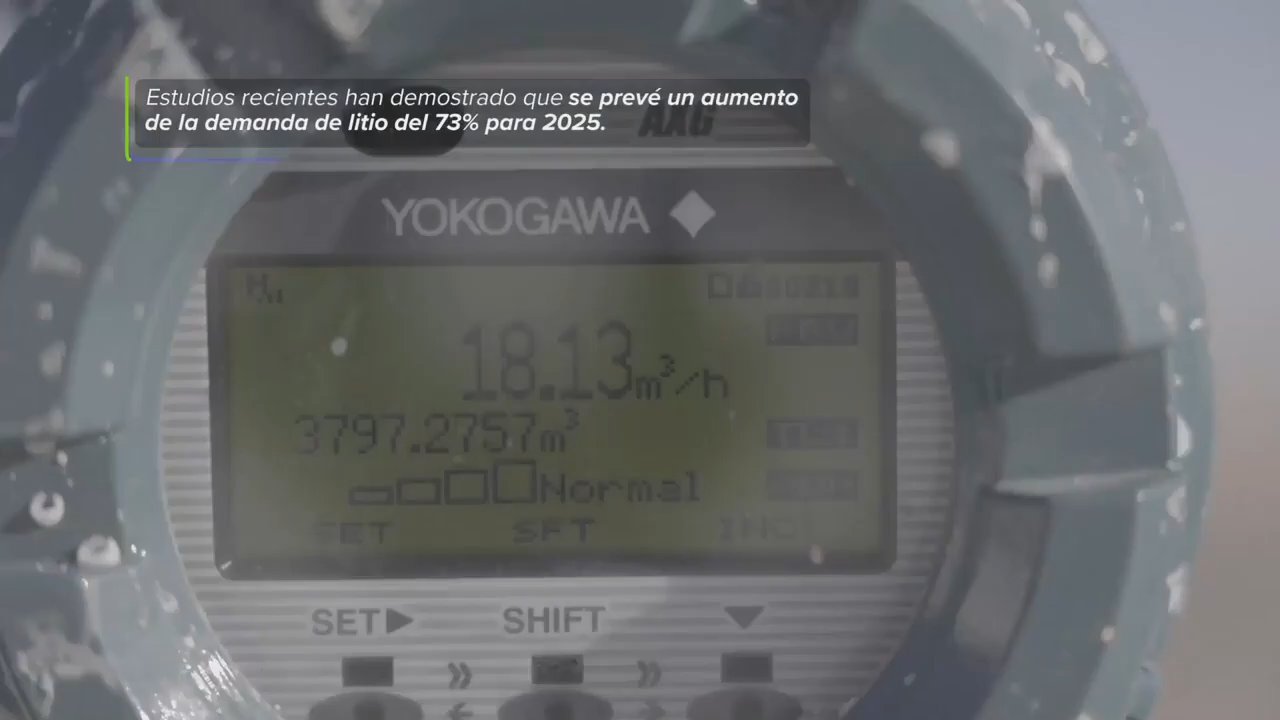 Estudios recientes han demostrado que se prevé un aumento
de la demanda de litio del 73% para 2025.
AXG
YOKOGAWA
18.13m³/h
3797.2757m³
Normal
SET SFT INC
SET SHIFT